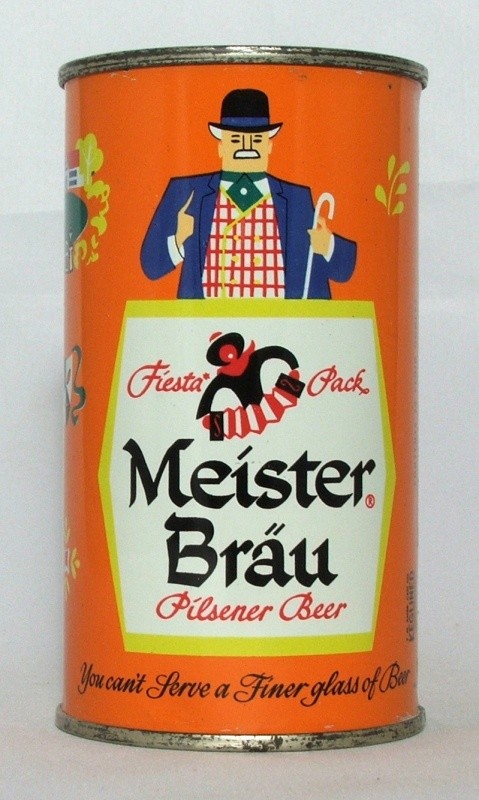 Fiesta* Pack
Meister®
Bräu
Pilsener Beer
You can't Serve a Finer glass of Beer